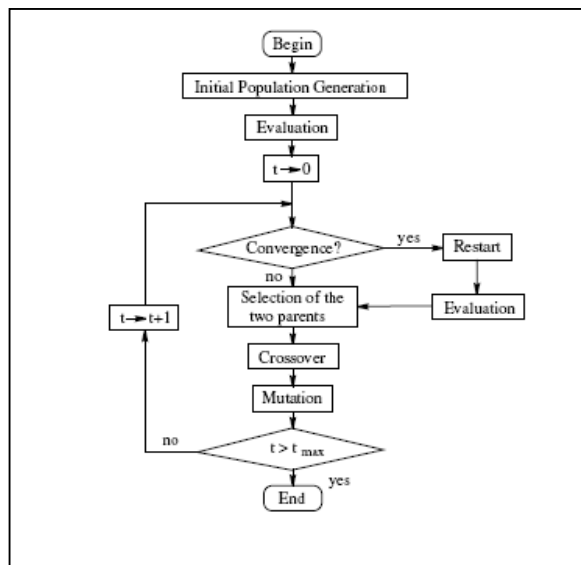 Begin
Initial Population Generation
Evaluation
t→0
Convergence?
yes
Restart
no
Selection of the
two parents
Evaluation
t→t+1
Crossover
Mutation
no
t > t max
yes
End